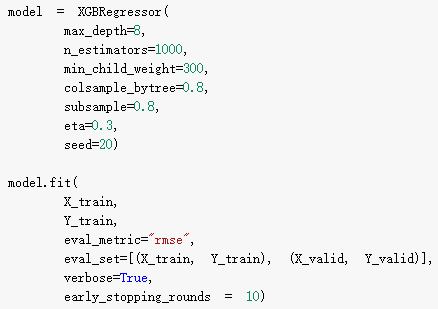 model = XGBRegressor(
max_depth=8,
n_estimators=1000,
min_child_weight=300,
colsample_bytree=0.8,
subsample=0.8,
eta=0.3,
seed=20)
model.fit(
X_train,
Y_train,
eval_metric="rmse",
eval_set=[(X_train, Y_train), (X_valid, Y_valid)],
verbose=True,
early_stopping_rounds = 10)